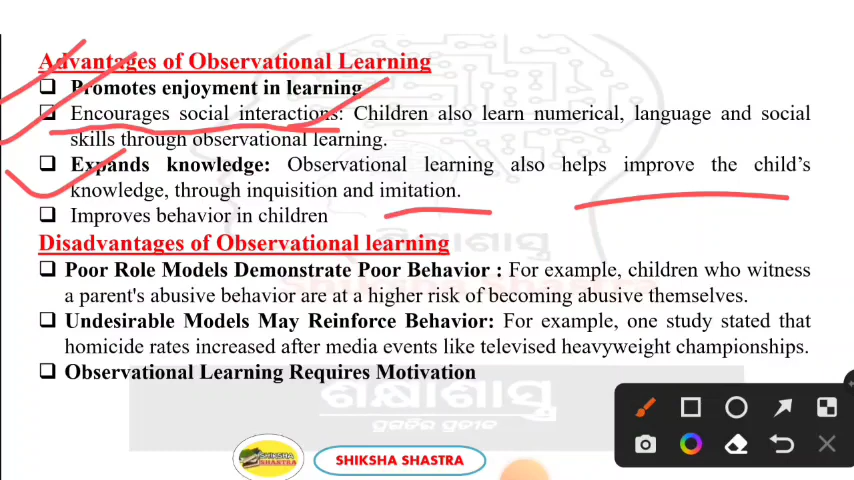 Advantages of Observational Learning
Promotes enjoyment in learning
Encourages social interactions: Children also learn numerical, language and social
skills through observational learning.
Expands knowledge: Observational learning also helps improve the child's
knowledge, through inquisition and imitation.
Improves behavior in children
Disadvantages of Observational learning
Poor Role Models Demonstrate Poor Behavior : For example, children who witness
a parent's abusive behavior are at a higher risk of becoming abusive themselves.
Undesirable Models May Reinforce Behavior: For example, one study stated that
homicide rates increased after media events like televised heavyweight championships.
Observational Learning Requires Motivation
ଶିକ୍ଷାଶାସ୍ତ୍ର
SHIKSHA SHASTRA
SHIKSHA SHASTRA